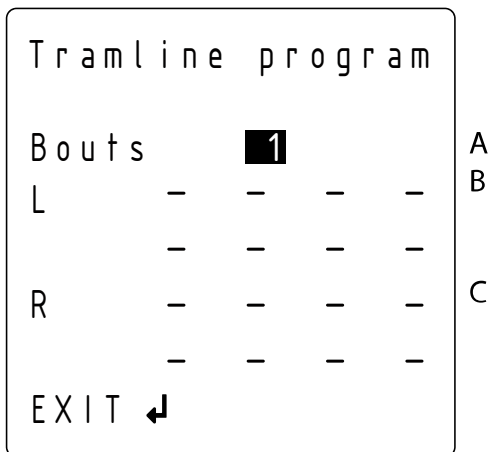 Tramline program
Bouts 1 A
L – – – – B
– – – –
R – – – – C
– – – –
EXIT ↲